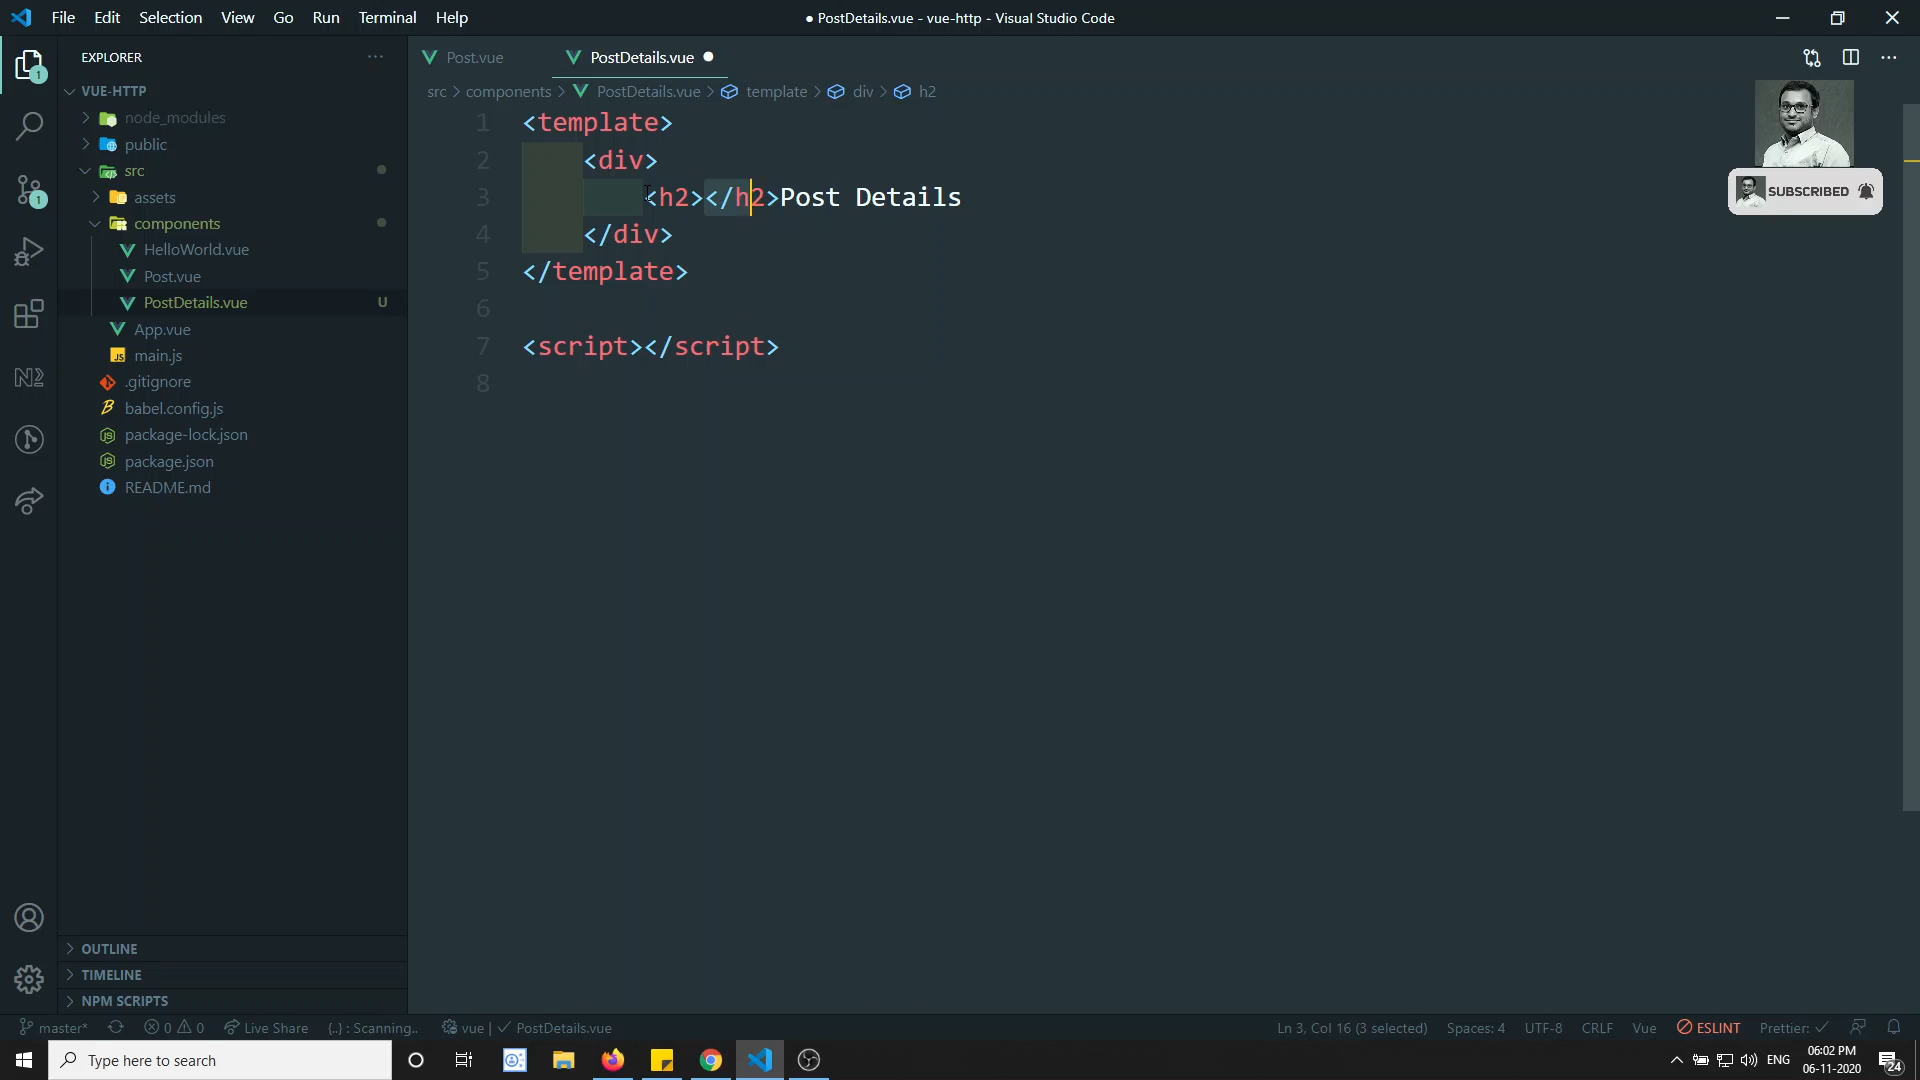 File Edit Selection View Go Run Terminal Help
● PostDetails.vue - vue-http - Visual Studio Code
EXPLORER
VUE-HTTP
node_modules
public
src
assets
components
HelloWorld.vue
Post.vue
PostDetails.vue U
App.vue
main.js
.gitignore
babel.config.js
package-lock.json
package.json
README.md
OUTLINE
TIMELINE
NPM SCRIPTS
Post.vue
PostDetails.vue ●
src > components > PostDetails.vue > template > div > h2
1 <template>
2 <div>
3 <h2></h2>Post Details
4 </div>
5 </template>
6
7 <script></script>
8
SUBSCRIBED
master* 0 0 Live Share {..} : Scanning.. vue | ✓ PostDetails.vue
Ln 3, Col 16 (3 selected) Spaces: 4 UTF-8 CRLF Vue ESLINT Prettier: ✓
Type here to search
ENG
06:02 PM
06-11-2020
24
1
1